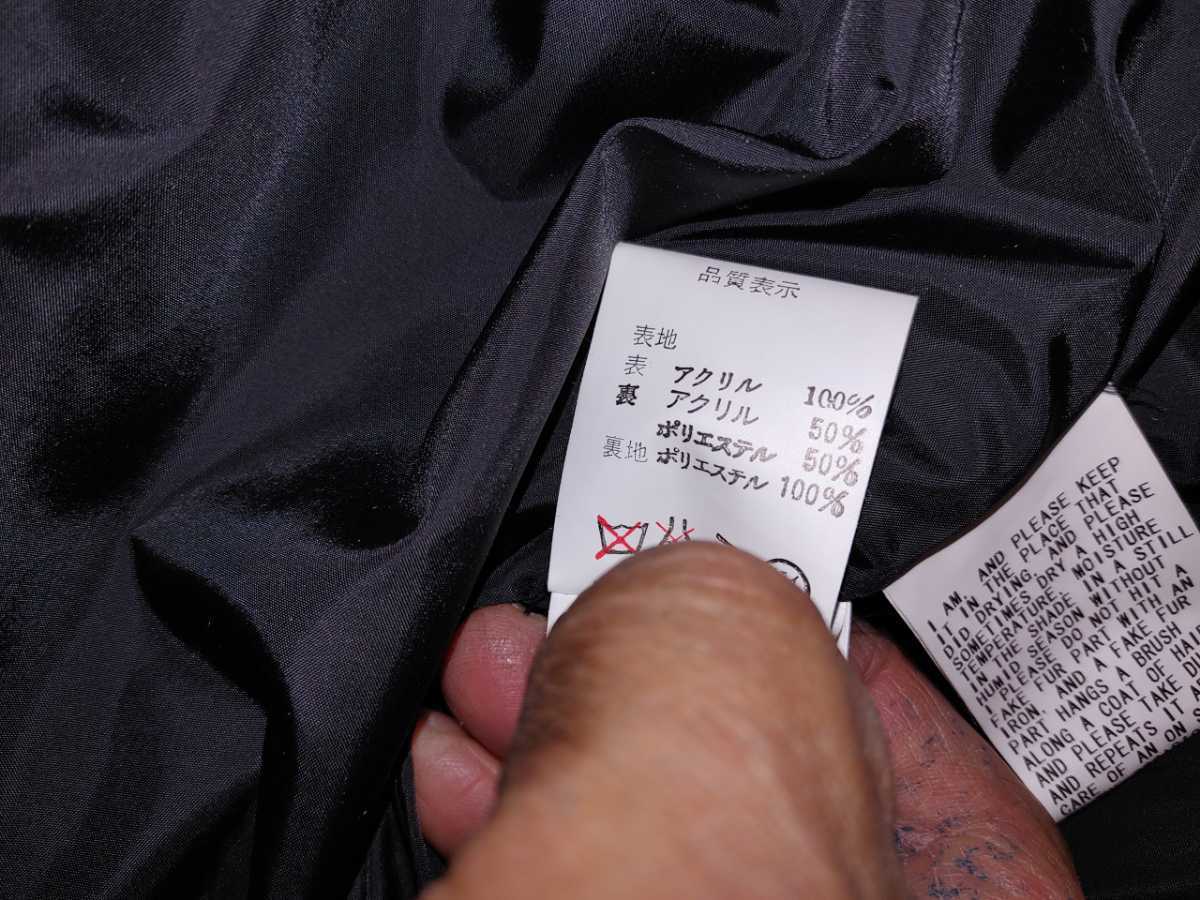 品質表示
表地
表 アクリル 100%
裏 アクリル 50%
ポリエステル 50%
裏地 ポリエステル 100%
I AM, AND PLEASE KEEP
IT IN THE PLACE THAT
DID DRYING, AND PLEASE
SOMETIMES DRY A HIGH
TEMPERATURE, MOISTURE
IN THE SHADE IN A STILL
HUMID SEASON WITHOUT
PLEASE DO NOT HIT A
FAKE FUR PART WITH AN
IRON AND A FAKE FUR
PART HANGS A BRUSH
ALONG A COAT OF HAI
AND PLEASE TAKE DI
AND REPEATS IT
CARE OF AN